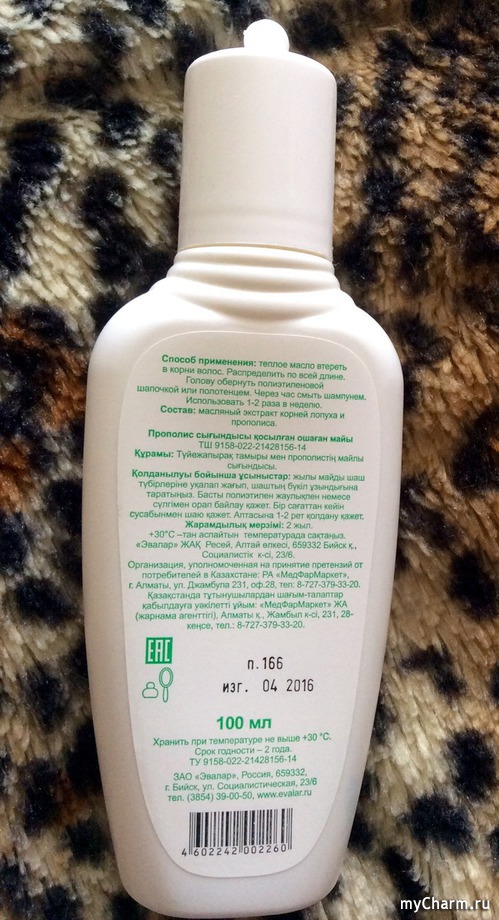 Способ применения: теплое масло втереть
в корни волос. Распределить по всей длине.
Голову обернуть полиэтиленовой
шапочкой или полотенцем. Через час смыть шампунем.
Использовать 1-2 раза в неделю.
Состав: масляный экстракт корней лопуха и
прополиса.
Прополис сығындысы қосылған ошаған майы
ТШ 9158-022-21428156-14
Құрамы: Түйежапырақ тамыры мен прополистің майлы
сығындысы.
Қолданылуы бойынша ұсыныстар: жылы майды шаш
түбірлеріне уқалап жағып, шаштың бүкіл ұзындығына
таратыңыз. Басты полиэтилен жаулықпен немесе
сүлгімен орап байлау қажет. Бір сағаттан кейін
сусабынмен шаю қажет. Аптасына 1-2 рет қолдану қажет.
Жарамдылық мерзімі: 2 жыл.
+30°С –тан аспайтын температурада сақтаңыз.
«Эвалар» ЖАҚ Ресей, Алтай өлкесі, 659332 Бийск қ.,
Социалистік к-сі, 23/6.
Организация, уполномоченная на принятие претензий от
потребителей в Казахстане: РА «МедФарМаркет»,
г. Алматы, ул. Джамбула 231, оф.28, тел: 8-727-379-33-20.
Қазақстанда тұтынушылардан шағым-талаптар
қабылдауға уәкілетті ұйым: «МедФарМаркет» ЖА
(жарнама агенттігі), Алматы қ., Жамбыл к-сі, 231, 28-
кеңсе, тел.: 8-727-379-33-20.
EAC
п.166
изг. 04 2016
100 мл
Хранить при температуре не выше +30 °С.
Срок годности – 2 года.
ТУ 9158-022-21428156-14
ЗАО «Эвалар», Россия, 659332,
г. Бийск, ул. Социалистическая, 23/6
тел. (3854) 39-00-50, www.evalar.ru
4 602242 002260
myCharm.ru